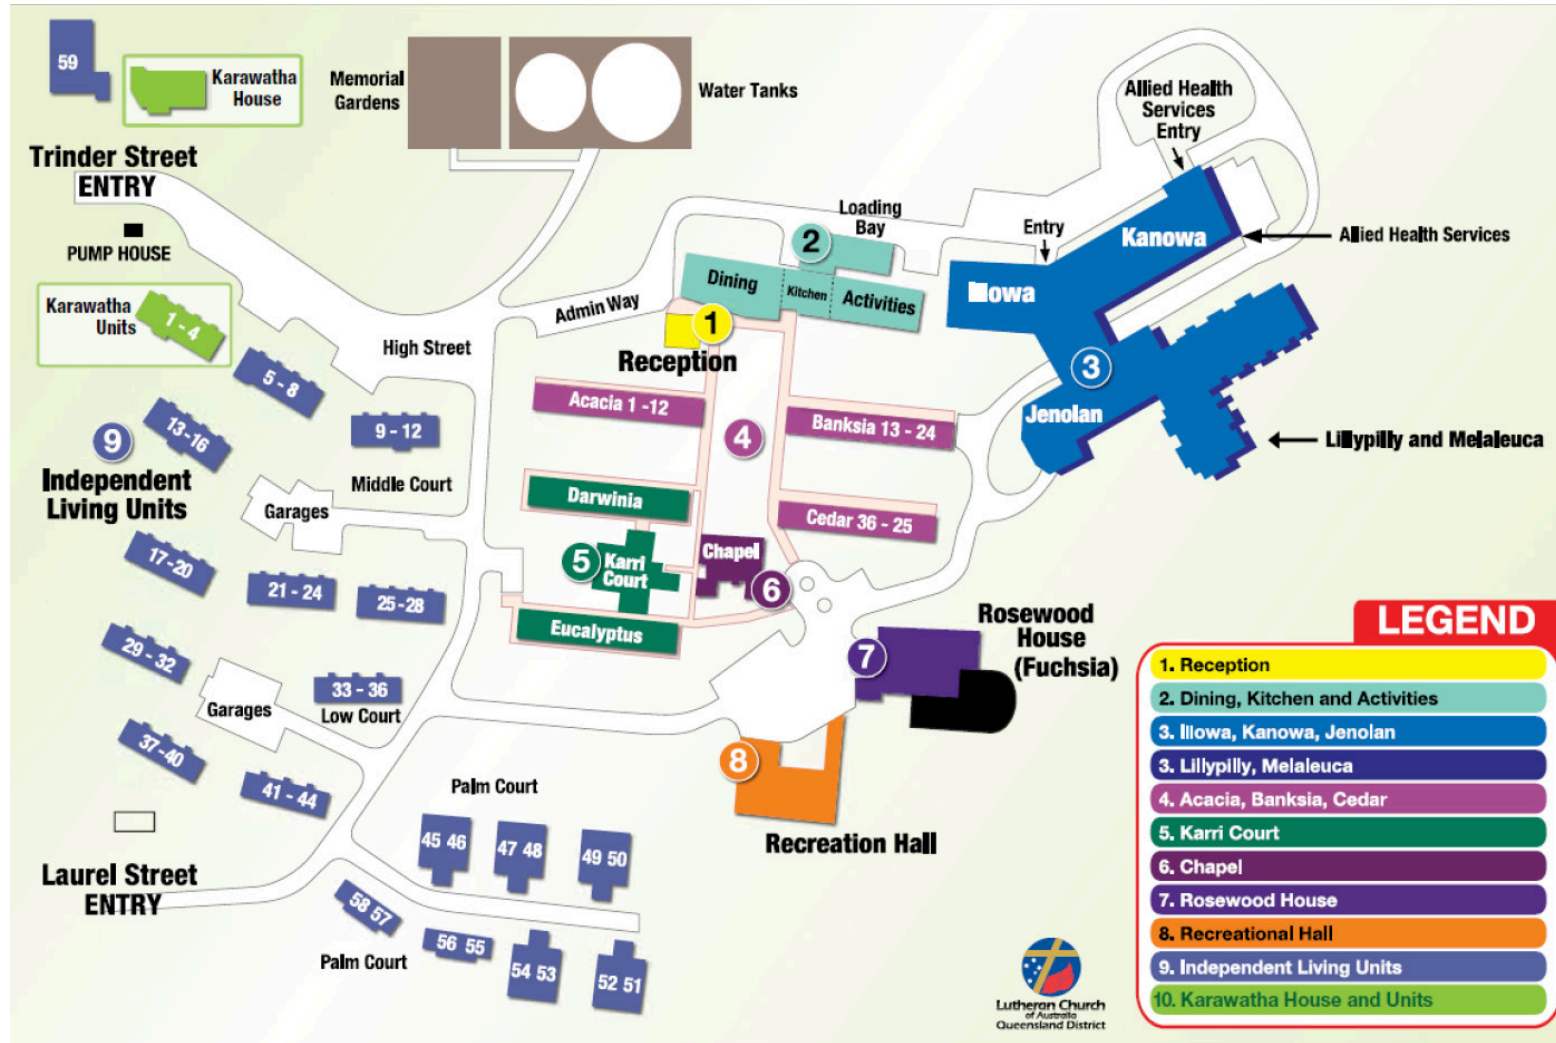 59
Karawatha
House
Memorial
Gardens
Water Tanks
Allied Health
Services
Entry
Trinder Street
ENTRY
PUMP HOUSE
Loading
Bay
Entry
Kanowa
Allied Health Services
2
Dining
Kitchen
Activities
Illowa
Karawatha
Units
1 - 4
Admin Way
1
Reception
High Street
5 - 8
3
Jenolan
Lillypilly and Melaleuca
Acacia 1 -12
Banksia 13 - 24
4
13-16
9 - 12
9
Independent
Living Units
Middle Court
Garages
Darwinia
Cedar 36 - 25
Chapel
5
Karri
Court
6
17-20
21 - 24
25-28
Eucalyptus
Rosewood
House
(Fuchsia)
7
29 - 32
33 - 36
Low Court
Garages
37-40
41 - 44
8
Recreation Hall
Palm Court
45 46
47 48
49 50
Laurel Street
ENTRY
58 57
56 55
54 53
52 51
Palm Court
Lutheran Church
of Australia
Queensland District
LEGEND
1. Reception
2. Dining, Kitchen and Activities
3. Illowa, Kanowa, Jenolan
3. Lillypilly, Melaleuca
4. Acacia, Banksia, Cedar
5. Karri Court
6. Chapel
7. Rosewood House
8. Recreational Hall
9. Independent Living Units
10. Karawatha House and Units